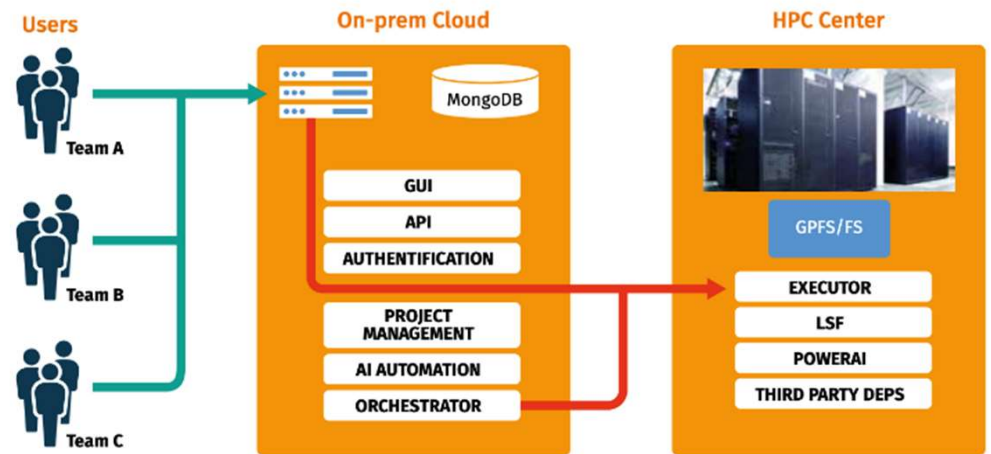 Users
Team A
Team B
Team C
On-prem Cloud
MongoDB
GUI
API
AUTHENTIFICATION
PROJECT
MANAGEMENT
AI AUTOMATION
ORCHESTRATOR
HPC Center
GPFS/FS
EXECUTOR
LSF
POWERAI
THIRD PARTY DEPS